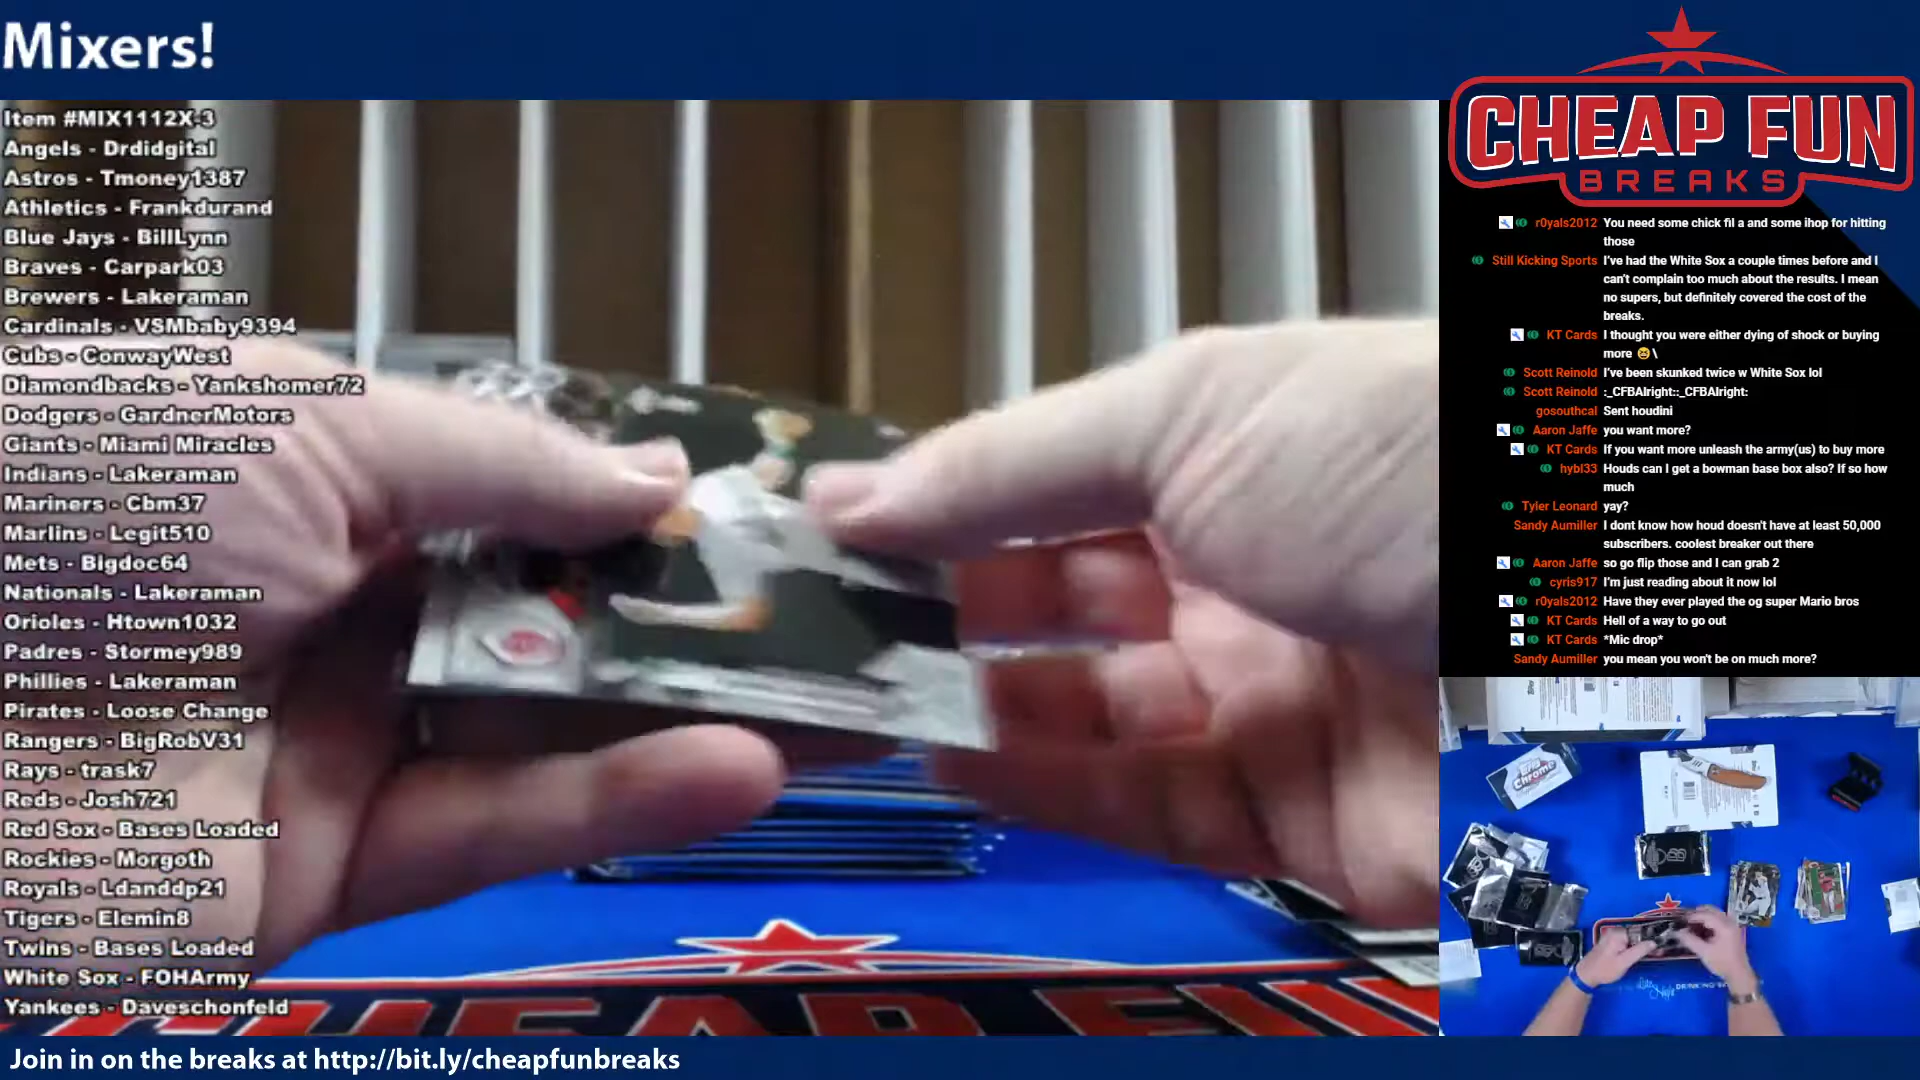 Mixers!
Item #MIX1112X-3
Angels - Drdidgital
Astros - Tmoney1387
Athletics - Frankdurand
Blue Jays - BillLynn
Braves - Carpark03
Brewers - Lakeraman
Cardinals - VSMbaby9394
Cubs - ConwayWest
Diamondbacks - Yankshomer72
Dodgers - GardnerMotors
Giants - Miami Miracles
Indians - Lakeraman
Mariners - Cbm37
Marlins - Legit510
Mets - Bigdoc64
Nationals - Lakeraman
Orioles - Htown1032
Padres - Stormey989
Phillies - Lakeraman
Pirates - Loose Change
Rangers - BigRobV31
Rays - trask7
Reds - Josh721
Red Sox - Bases Loaded
Rockies - Morgoth
Royals - Ldanddp21
Tigers - Elemin8
Twins - Bases Loaded
White Sox - FOHArmy
Yankees - Daveschonfeld
Join in on the breaks at http://bit.ly/cheapfunbreaks
CHEAP FUN
BREAKS
r0yals2012 You need some chick fil a and some ihop for hitting
those
Still Kicking Sports I've had the White Sox a couple times before and I
can't complain too much about the results. I mean
no supers, but definitely covered the cost of the
breaks.
KT Cards I thought you were either dying of shock or buying
more 😆\
Scott Reinold I've been skunked twice w White Sox lol
Scott Reinold :_CFBAlright::_CFBAlright:
gosouthcal Sent houdini
Aaron Jaffe you want more?
KT Cards If you want more unleash the army(us) to buy more
hybl33 Houds can I get a bowman base box also? If so how
much
Tyler Leonard yay?
Sandy Aumiller I dont know how houd doesn't have at least 50,000
subscribers. coolest breaker out there
Aaron Jaffe so go flip those and I can grab 2
cyris917 I'm just reading about it now lol
r0yals2012 Have they ever played the og super Mario bros
KT Cards Hell of a way to go out
KT Cards *Mic drop*
Sandy Aumiller you mean you won't be on much more?
Chrome
CHEAP FUN